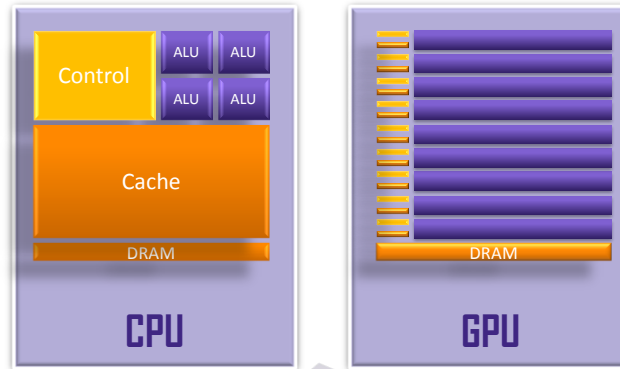 Control
ALU ALU
ALU ALU
Cache
DRAM
CPU
DRAM
GPU